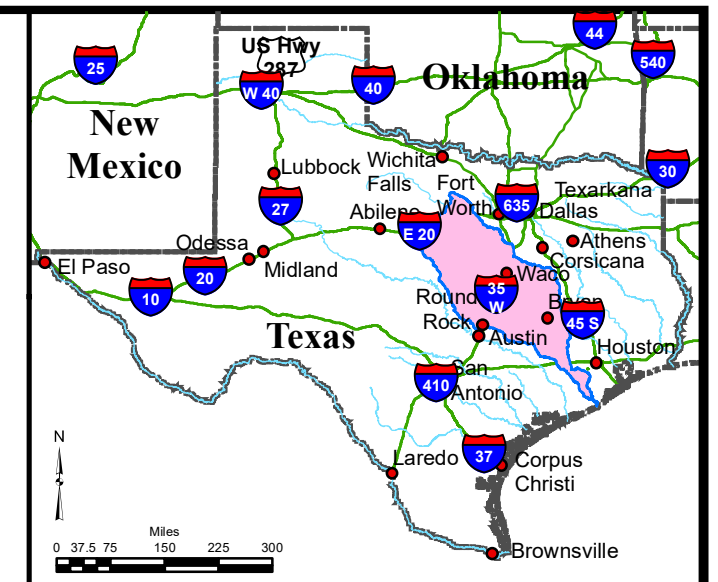 44
US Hwy
287
25
540
W 40
40
Oklahoma
New
Mexico
Wichita
Falls
Lubbock
30
Fort
Worth
635
Texarkana
27
Abilene
Dallas
E 20
Odessa
Athens
Corsicana
El Paso
20
Midland
Waco
10
35
W
Round
Rock
Bryan
45 S
Texas
Austin
Houston
San
Antonio
410
N
Laredo
37
Corpus
Christi
Miles
0 37.5 75 150 225 300
Brownsville